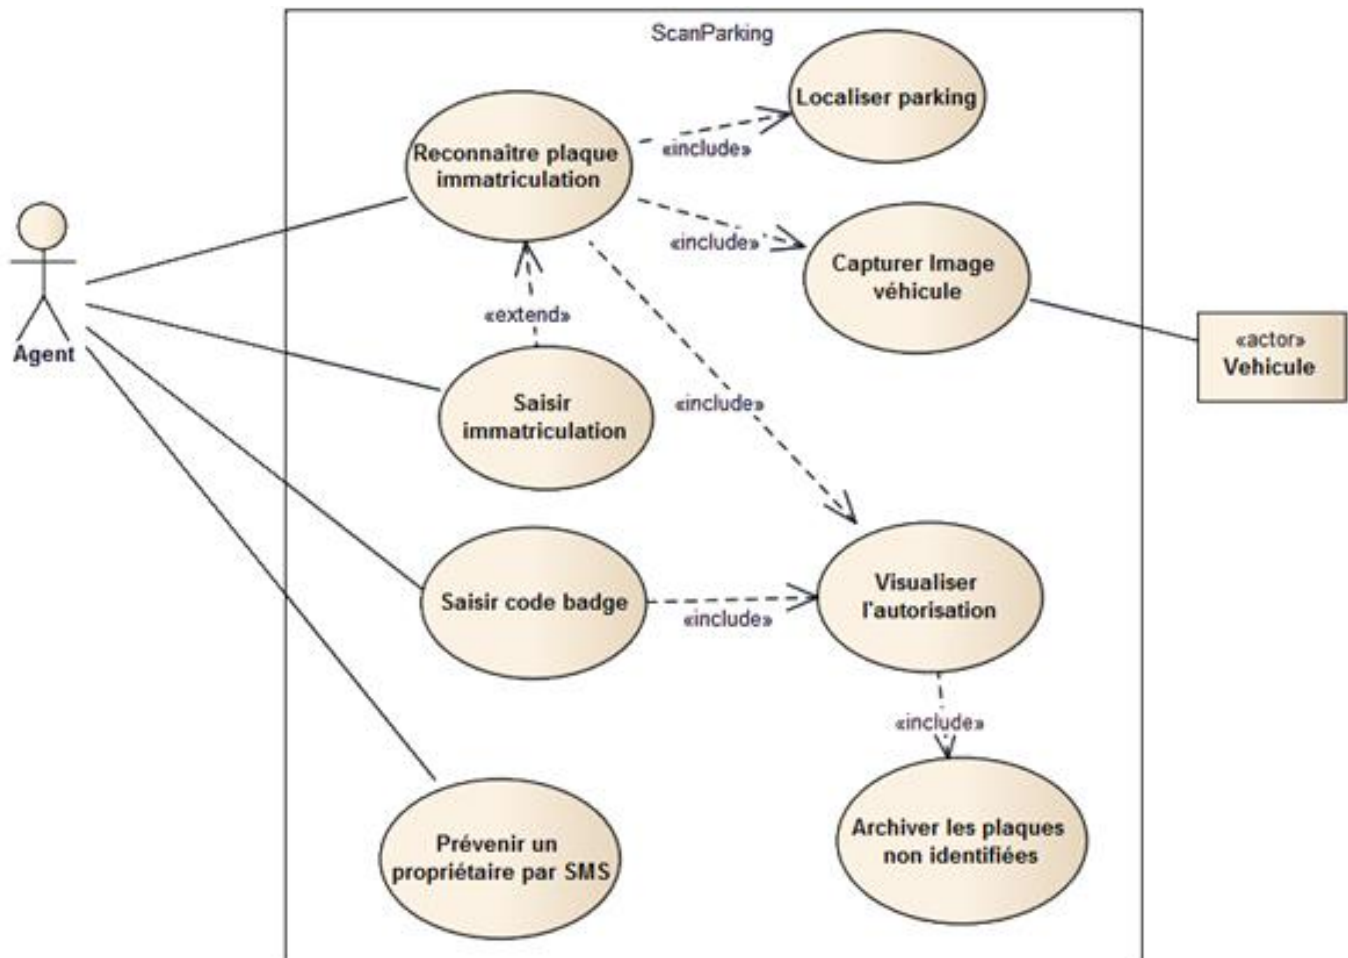 ScanParking
Localiser parking
Reconnaître plaque
immatriculation
«include»
«include»
Capturer Image
véhicule
«extend»
Agent
«actor»
Vehicule
Saisir
immatriculation
«include»
Saisir code badge
«include»
Visualiser
l'autorisation
«include»
Prévenir un
propriétaire par SMS
Archiver les plaques
non identifiées